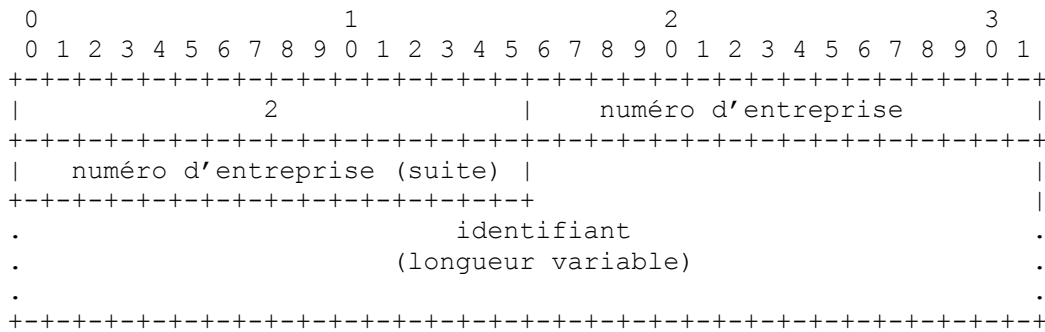 0                   1                   2                   3
 0 1 2 3 4 5 6 7 8 9 0 1 2 3 4 5 6 7 8 9 0 1 2 3 4 5 6 7 8 9 0 1
+-+-+-+-+-+-+-+-+-+-+-+-+-+-+-+-+-+-+-+-+-+-+-+-+-+-+-+-+-+-+-+-+
|               2               |    numéro d’entreprise        |
+-+-+-+-+-+-+-+-+-+-+-+-+-+-+-+-+-+-+-+-+-+-+-+-+-+-+-+-+-+-+-+-+
|   numéro d’entreprise (suite) |                               |
+-+-+-+-+-+-+-+-+-+-+-+-+-+-+-+-+                               |
.                           identifiant                         .
.                       (longueur variable)                     .
.                                                               .
+-+-+-+-+-+-+-+-+-+-+-+-+-+-+-+-+-+-+-+-+-+-+-+-+-+-+-+-+-+-+-+-+